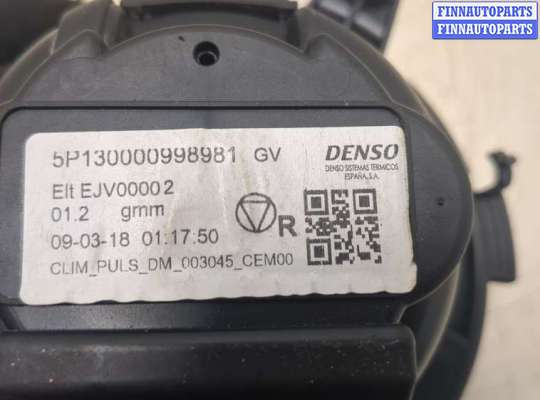 FINNAUTOPARTS
FINNAUTOPARTS
5P130000998981 GV
DENSO
DENSO SISTEMAS TERMICOS
ESPAÑA, S.A.
Elt EJV00002
01.2 gmm
R
09-03-18 01:17:50
CLIM_PULS_DM_003045_CEM00